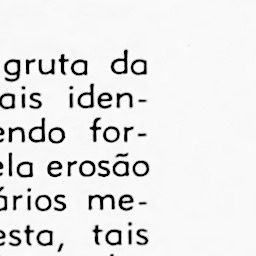 gruta da
ais iden-
endo for-
ela erosão
ários me-
esta, tais